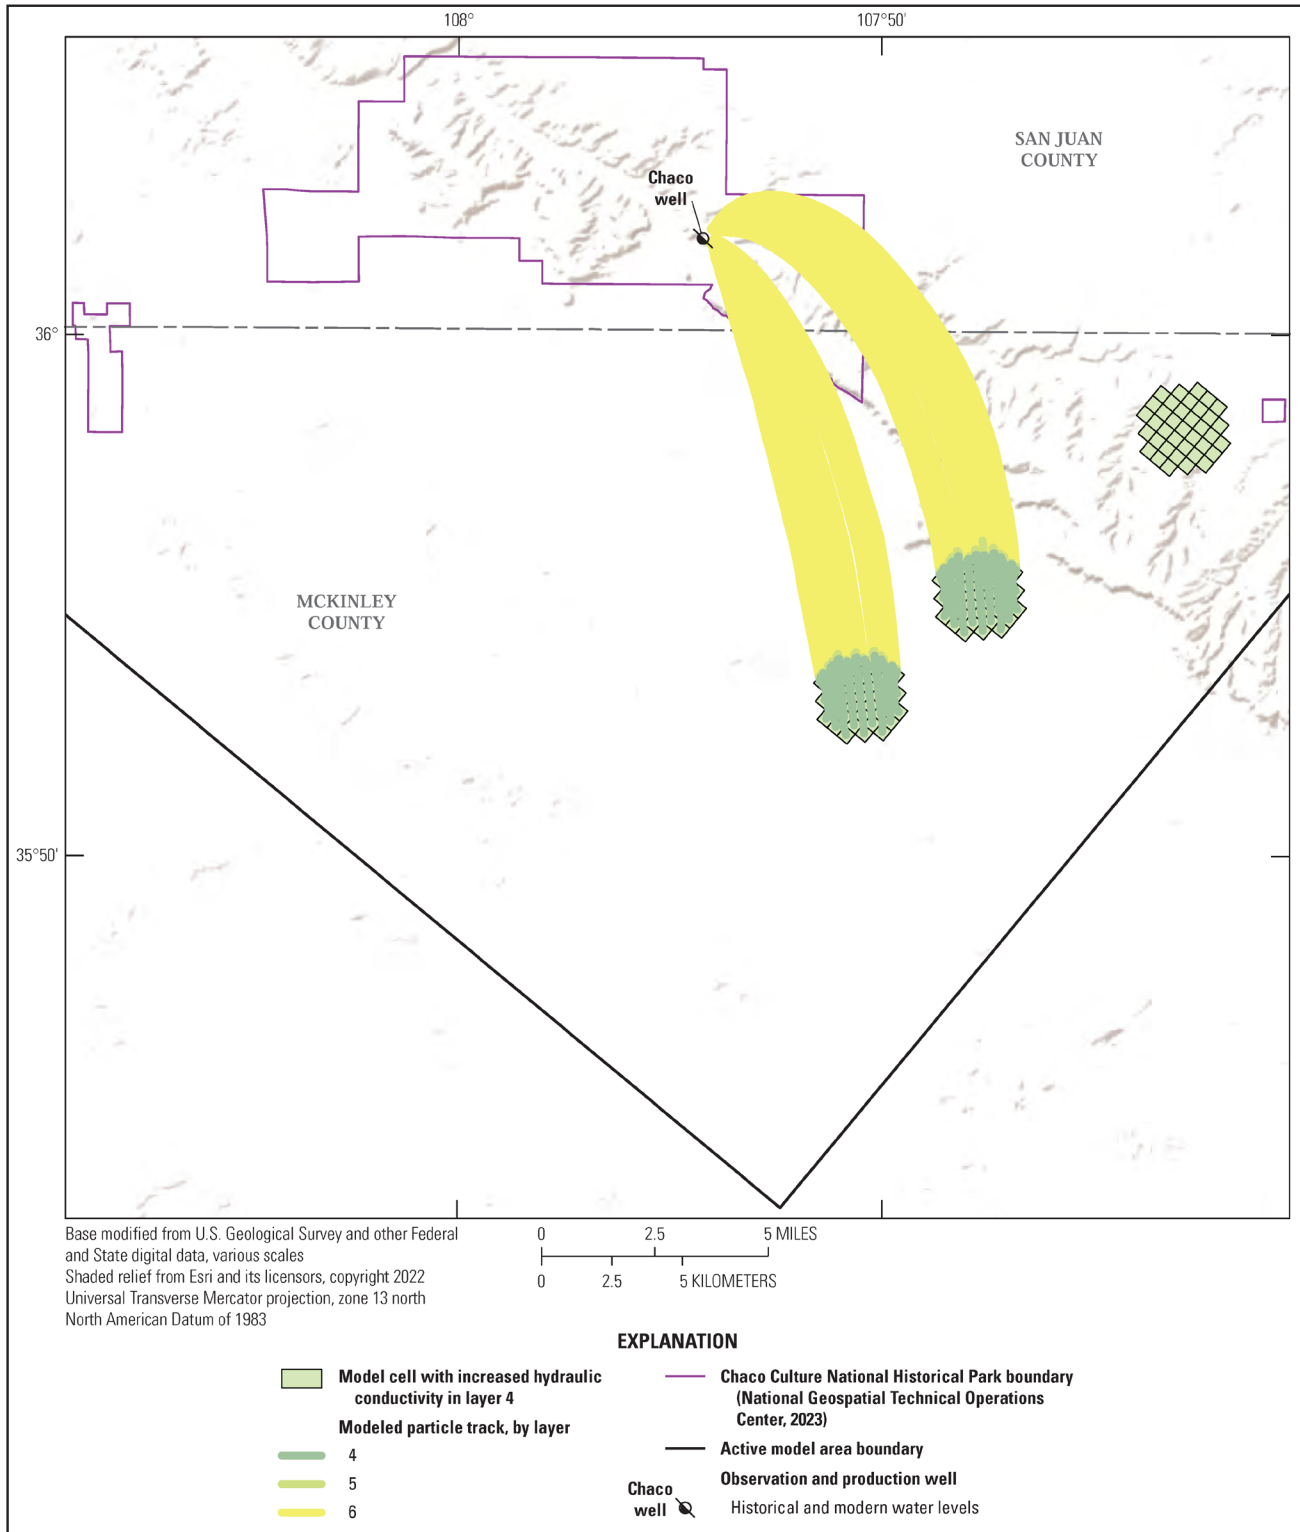 108°
107°50'
SAN JUAN
COUNTY
Chaco
well
36°
MCKINLEY
COUNTY
35°50'
Base modified from U.S. Geological Survey and other Federal
and State digital data, various scales
Shaded relief from Esri and its licensors, copyright 2022
Universal Transverse Mercator projection, zone 13 north
North American Datum of 1983
0 2.5 5 MILES
0 2.5 5 KILOMETERS
EXPLANATION
Model cell with increased hydraulic
conductivity in layer 4
Modeled particle track, by layer
4
5
6
Chaco Culture National Historical Park boundary
(National Geospatial Technical Operations
Center, 2023)
Active model area boundary
Observation and production well
Chaco
well
Historical and modern water levels